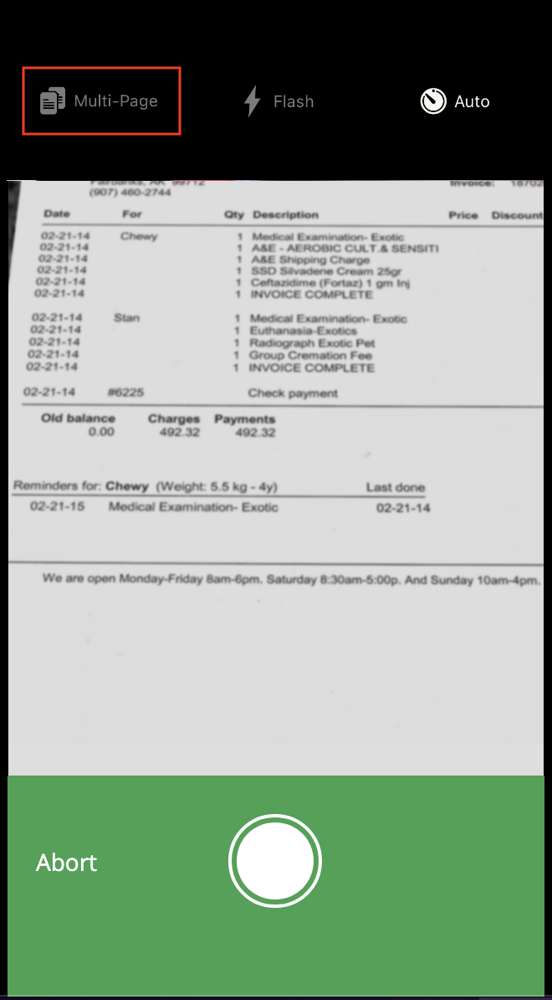 Multi-Page Flash Auto
Fairbanks, AK 99712 Invoice: 18702
(907) 460-2744
Date For Qty Description Price Discount
02-21-14 Chewy 1 Medical Examination- Exotic
02-21-14 1 A&E - AEROBIC CULT.& SENSITI
02-21-14 1 A&E Shipping Charge
02-21-14 1 SSD Silvadene Cream 25gr
02-21-14 1 Ceftazidime (Fortaz) 1 gm Inj
02-21-14 1 INVOICE COMPLETE
02-21-14 Stan 1 Medical Examination- Exotic
02-21-14 1 Euthanasia-Exotics
02-21-14 1 Radiograph Exotic Pet
02-21-14 1 Group Cremation Fee
02-21-14 1 INVOICE COMPLETE
02-21-14 #6225 Check payment
Old balance Charges Payments
0.00 492.32 492.32
Reminders for: Chewy (Weight: 5.5 kg - 4y) Last done
02-21-15 Medical Examination- Exotic 02-21-14
We are open Monday-Friday 8am-6pm. Saturday 8:30am-5:00p. And Sunday 10am-4pm.
Abort